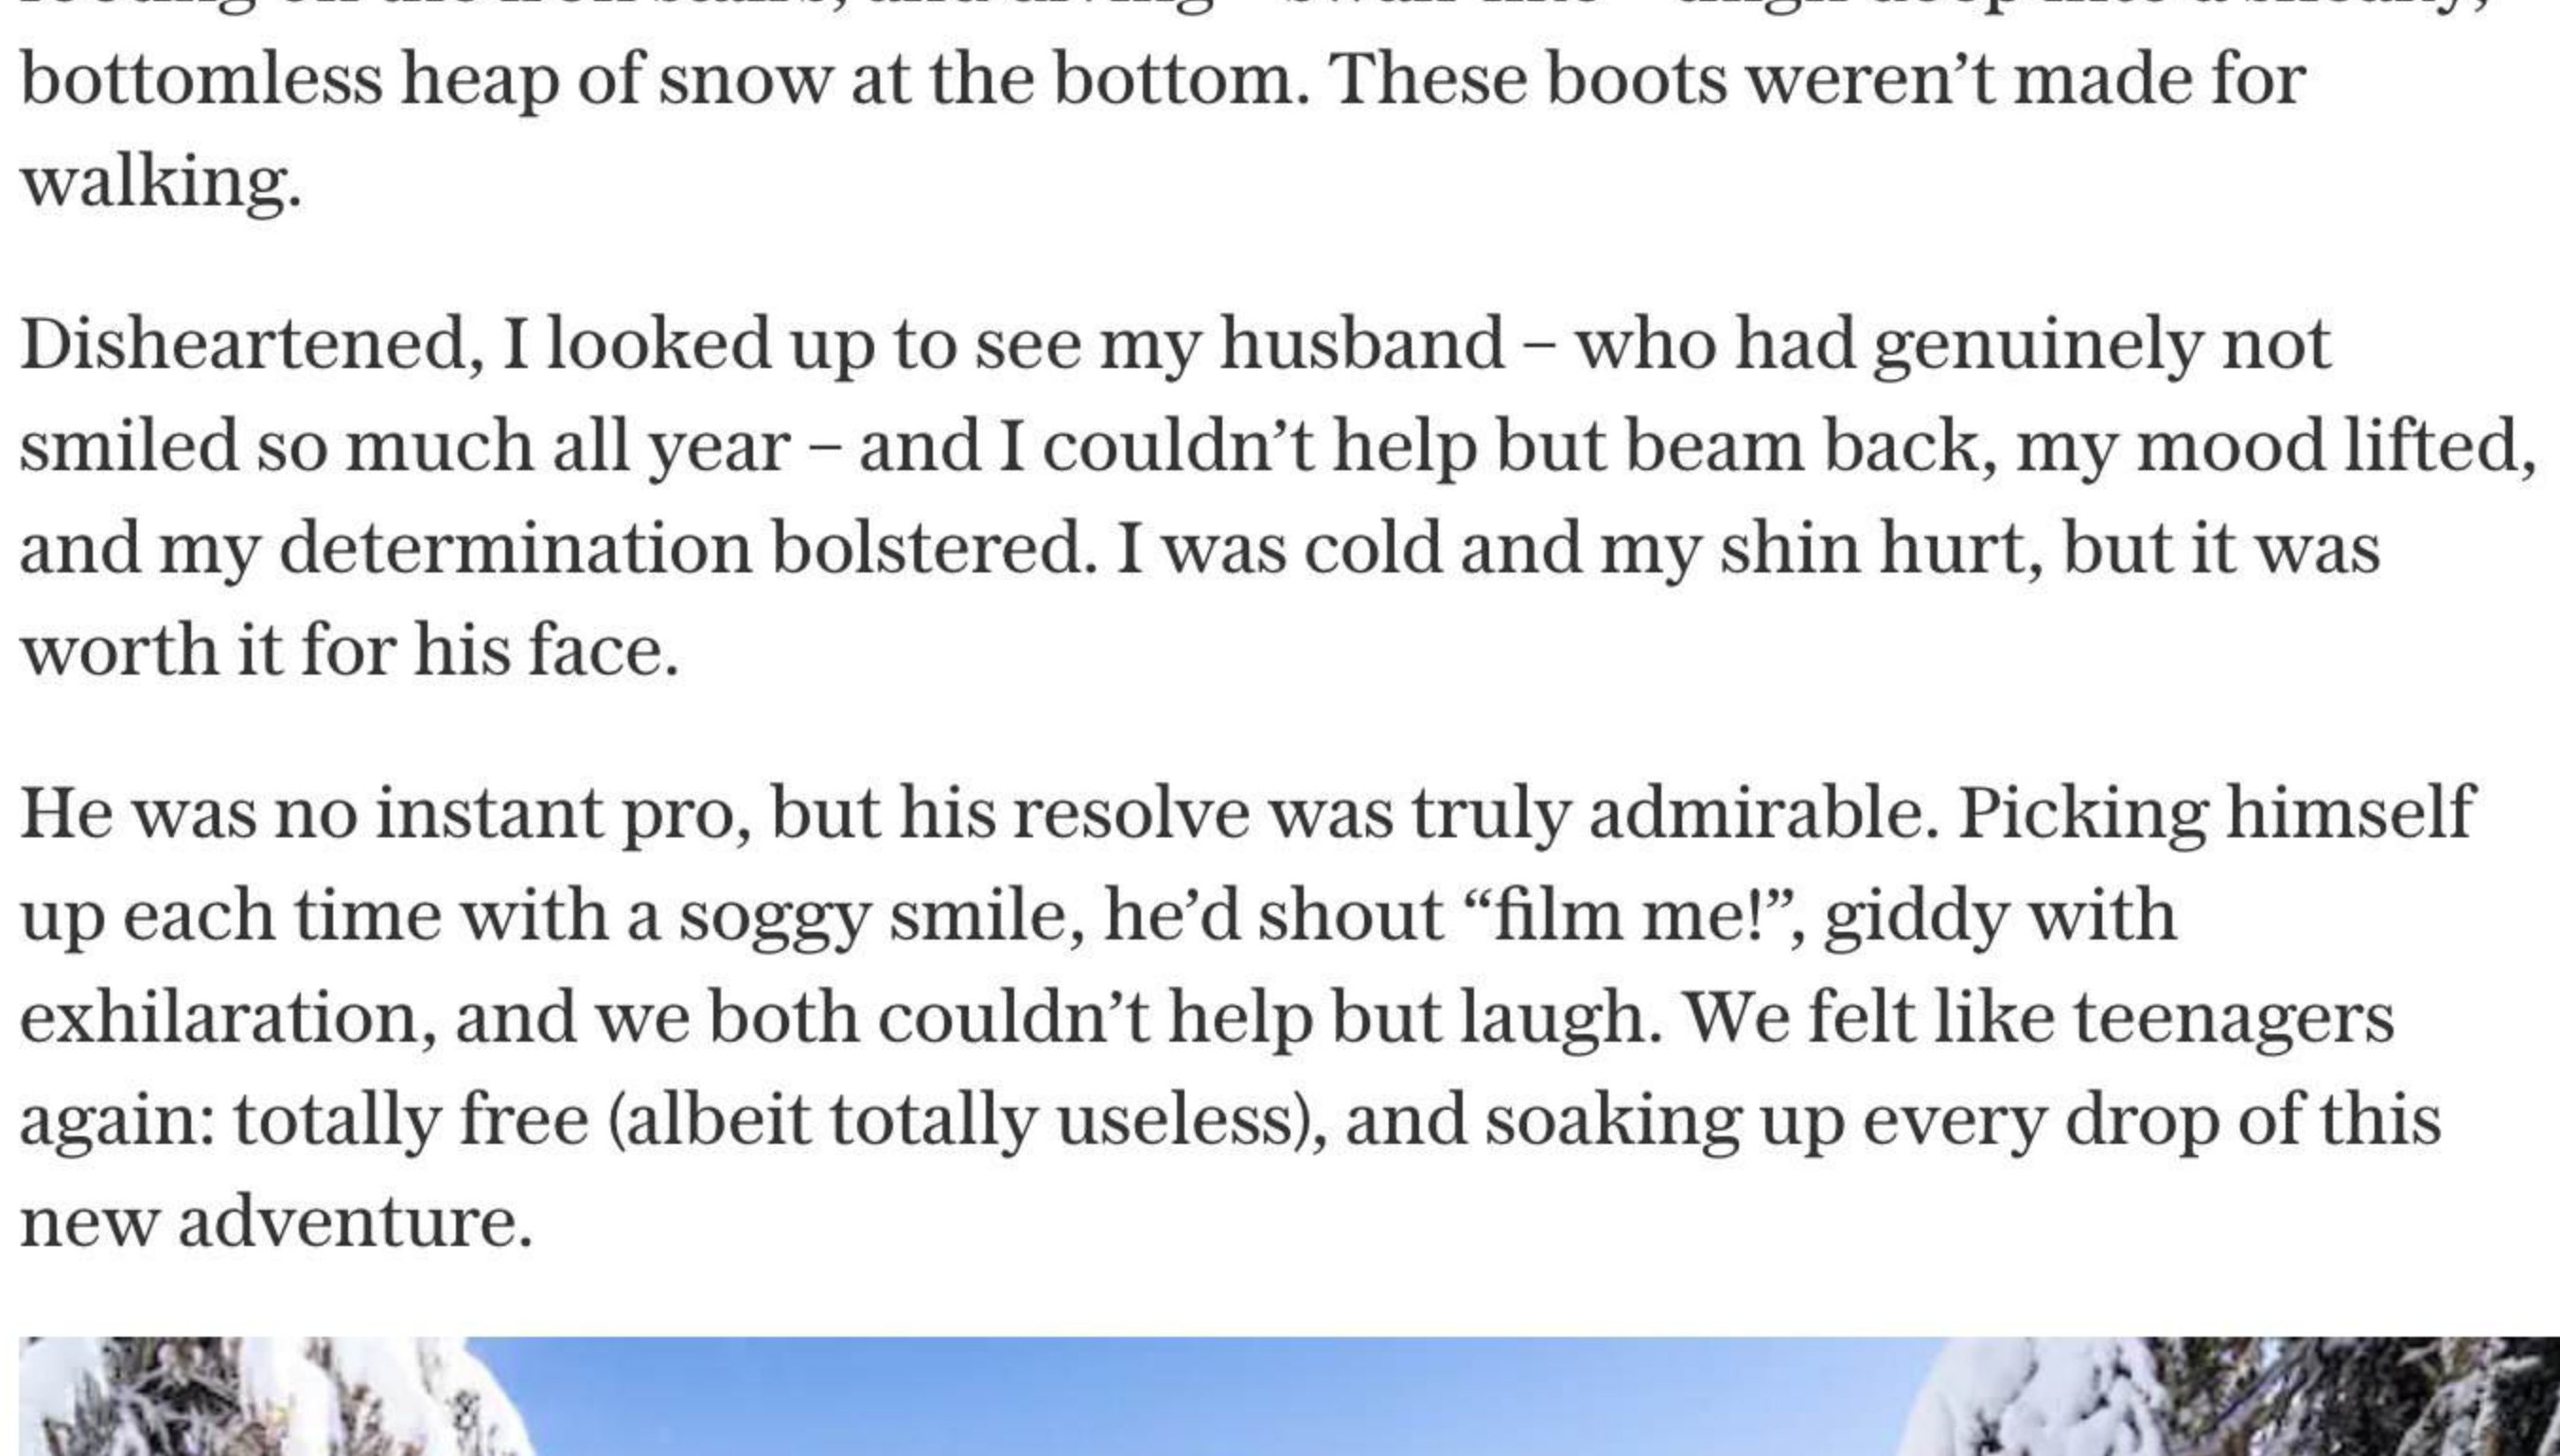 bottomless heap of snow at the bottom. These boots weren’t made for
walking.
Disheartened, I looked up to see my husband – who had genuinely not
smiled so much all year – and I couldn’t help but beam back, my mood lifted,
and my determination bolstered. I was cold and my shin hurt, but it was
worth it for his face.
He was no instant pro, but his resolve was truly admirable. Picking himself
up each time with a soggy smile, he’d shout “film me!”, giddy with
exhilaration, and we both couldn’t help but laugh. We felt like teenagers
again: totally free (albeit totally useless), and soaking up every drop of this
new adventure.